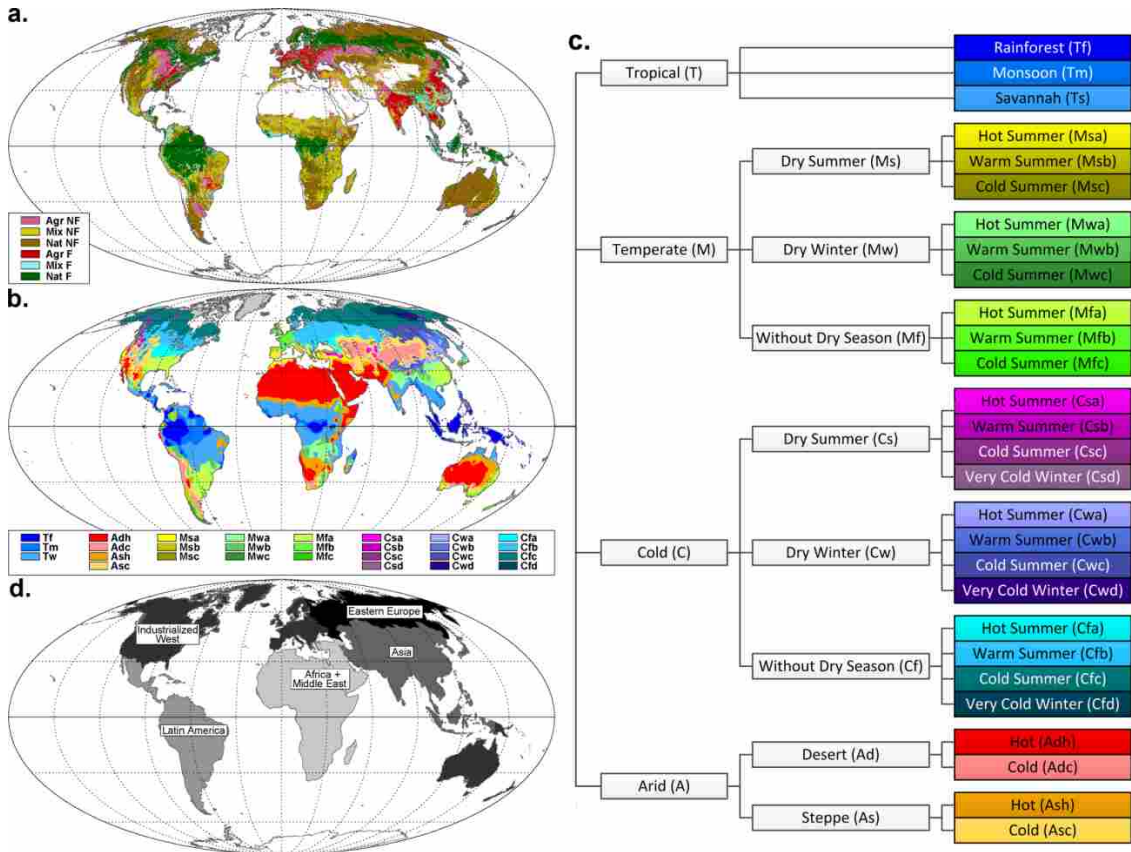 a.
Agr NF
Mix NF
Nat NF
Agr F
Mix F
Nat F
b.
Tf Adh Msa Mwa Mfa Csa Cwa Cfa
Tm Adc Msb Mwb Mfb Csb Cwb Cfb
Tw Ash Msc Mwc Mfc Csc Cwc Cfc
Asc Csd Cwd Cfd
d.
Eastern Europe
Industrialized
West
Asia
Africa +
Middle East
Latin America
c.
Tropical (T)
Rainforest (Tf)
Monsoon (Tm)
Savannah (Ts)
Temperate (M)
Dry Summer (Ms)
Hot Summer (Msa)
Warm Summer (Msb)
Cold Summer (Msc)
Dry Winter (Mw)
Hot Summer (Mwa)
Warm Summer (Mwb)
Cold Summer (Mwc)
Without Dry Season (Mf)
Hot Summer (Mfa)
Warm Summer (Mfb)
Cold Summer (Mfc)
Cold (C)
Dry Summer (Cs)
Hot Summer (Csa)
Warm Summer (Csb)
Cold Summer (Csc)
Very Cold Winter (Csd)
Dry Winter (Cw)
Hot Summer (Cwa)
Warm Summer (Cwb)
Cold Summer (Cwc)
Very Cold Winter (Cwd)
Without Dry Season (Cf)
Hot Summer (Cfa)
Warm Summer (Cfb)
Cold Summer (Cfc)
Very Cold Winter (Cfd)
Arid (A)
Desert (Ad)
Hot (Adh)
Cold (Adc)
Steppe (As)
Hot (Ash)
Cold (Asc)